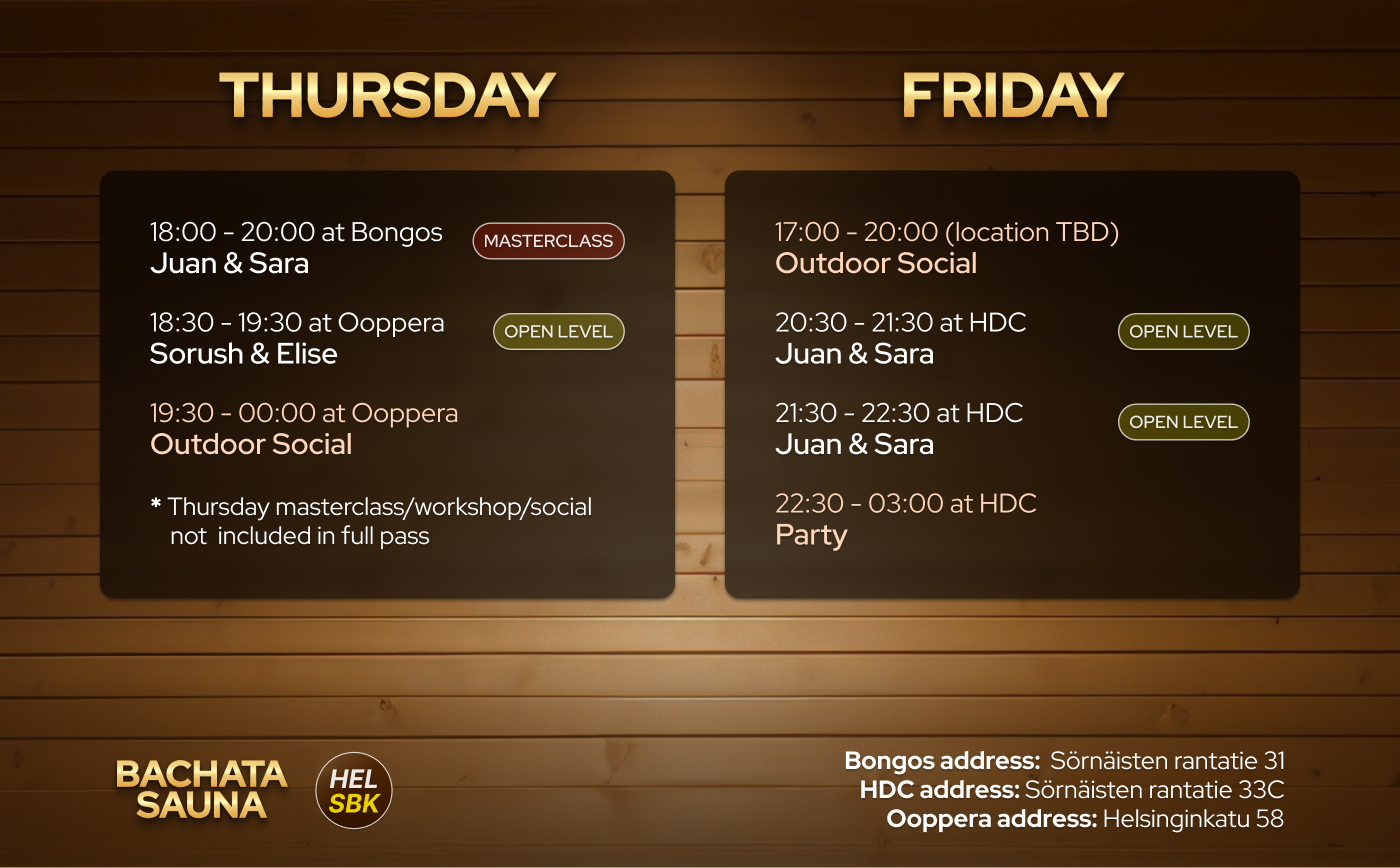 THURSDAY
18:00 - 20:00 at Bongos
MASTERCLASS
Juan & Sara
18:30 - 19:30 at Ooppera
OPEN LEVEL
Sorush & Elise
19:30 - 00:00 at Ooppera
Outdoor Social
* Thursday masterclass/workshop/social
not included in full pass
FRIDAY
17:00 - 20:00 (location TBD)
Outdoor Social
20:30 - 21:30 at HDC
OPEN LEVEL
Juan & Sara
21:30 - 22:30 at HDC
OPEN LEVEL
Juan & Sara
22:30 - 03:00 at HDC
Party
BACHATA
SAUNA
HEL
SBK
Bongos address: Sörnäisten rantatie 31
HDC address: Sörnäisten rantatie 33C
Ooppera address: Helsinginkatu 58